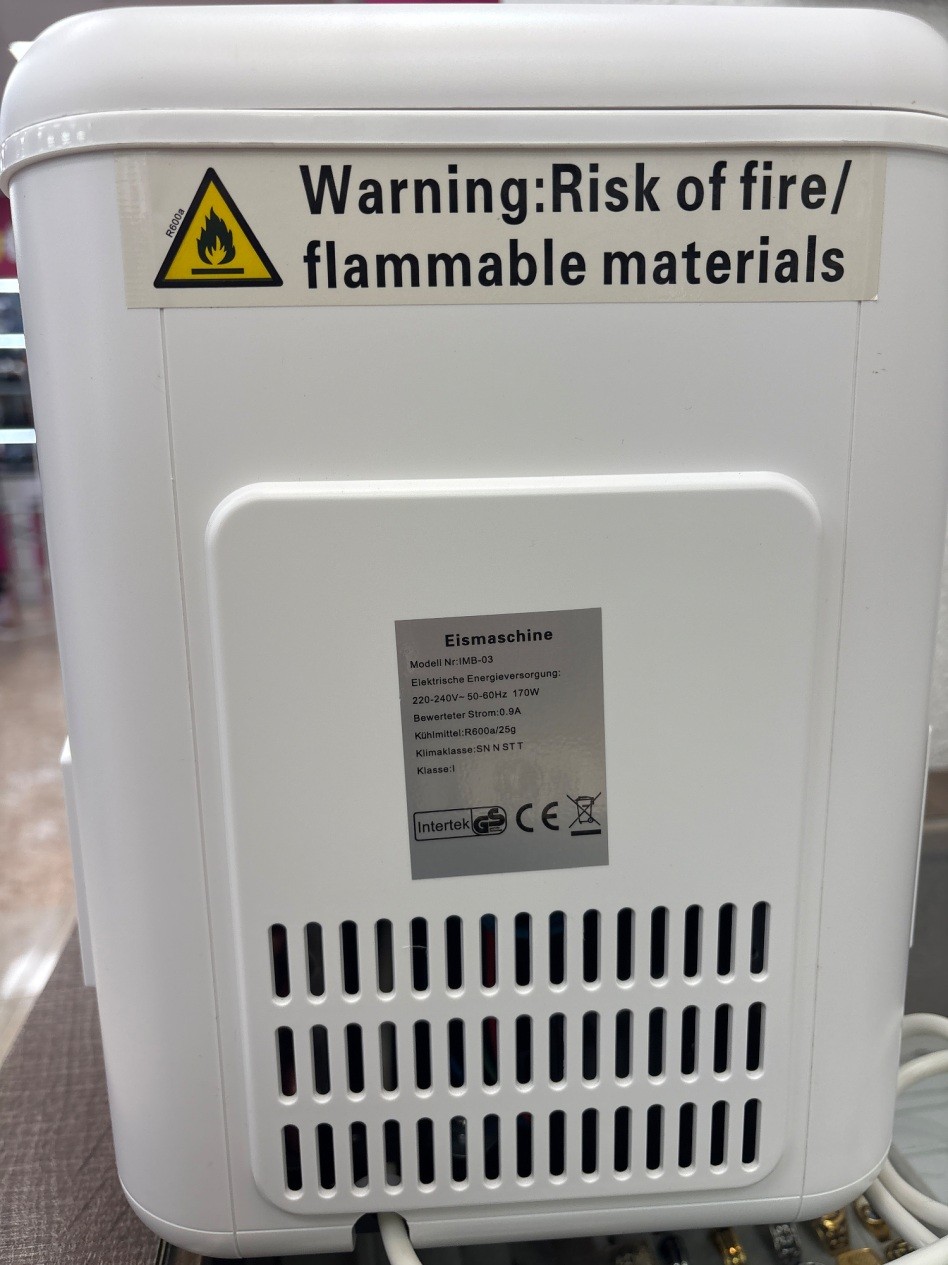 R600a
Warning:Risk of fire/
flammable materials
Eismaschine
Modell Nr:IMB-03
Elektrische Energieversorgung:
220-240V~ 50-60Hz 170W
Bewerteter Strom:0.9A
Kühlmittel:R600a/25g
Klimaklasse:SN N ST T
Klasse:I
Intertek GS CE